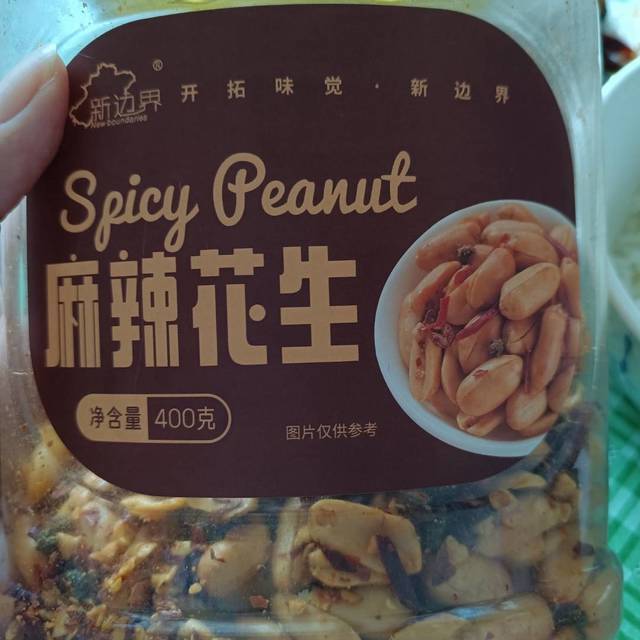 新边界®
New boundaries
开拓味觉·新边界
Spicy Peanut
麻辣花生
净含量 400克
图片仅供参考